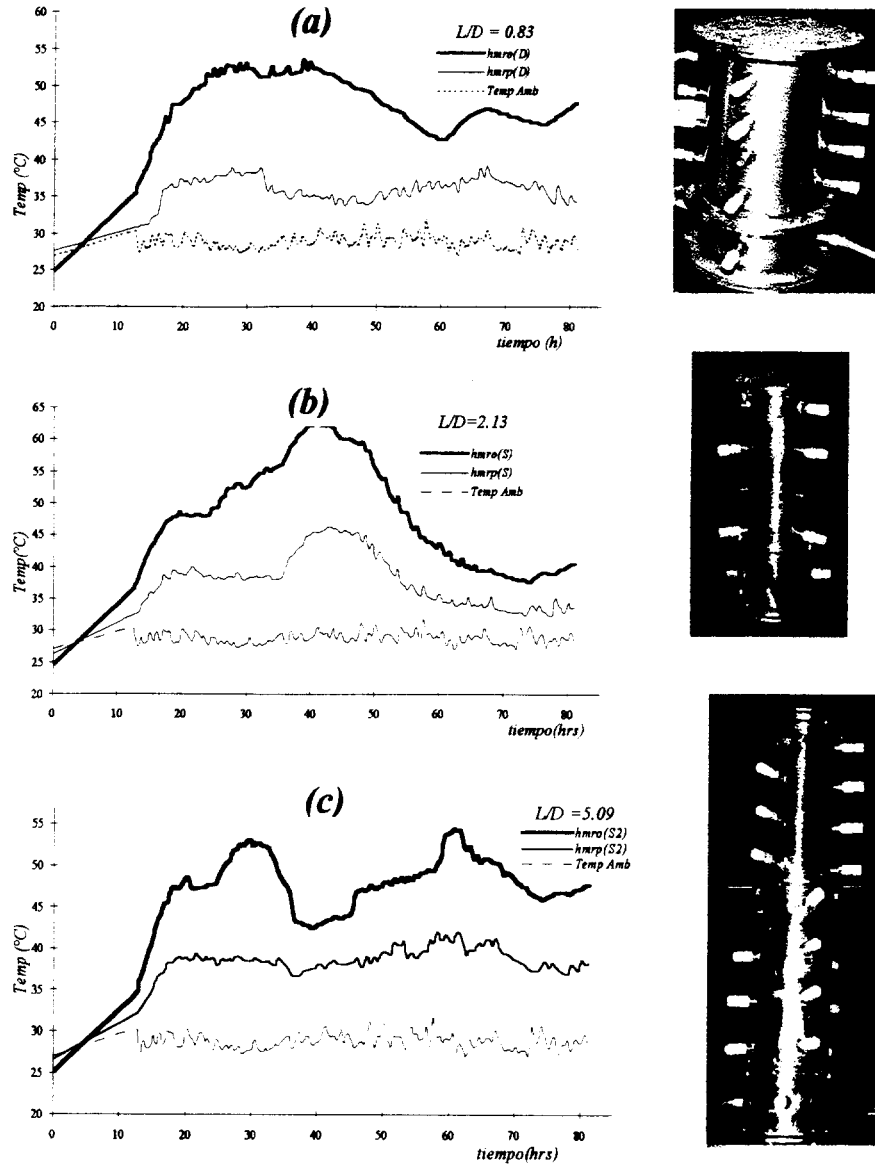 (a)
L/D = 0.83
hmro(D)
hmrp(D)
Temp Amb
60
55
50
45
40
35
30
25
20
Temp (°C)
0 10 20 30 40 50 60 70 80
tiempo (h)
(b)
L/D=2.13
hmro(S)
hmrp(S)
Temp Amb
65
60
55
50
45
40
35
30
25
20
Temp(°C)
0 10 20 30 40 50 60 70 80
tiempo(hrs)
(c)
L/D =5.09
hmro(S2)
hmrp(S2)
Temp Amb
55
50
45
40
35
30
25
20
Temp (°C)
0 10 20 30 40 50 60 70 80
tiempo(hrs)